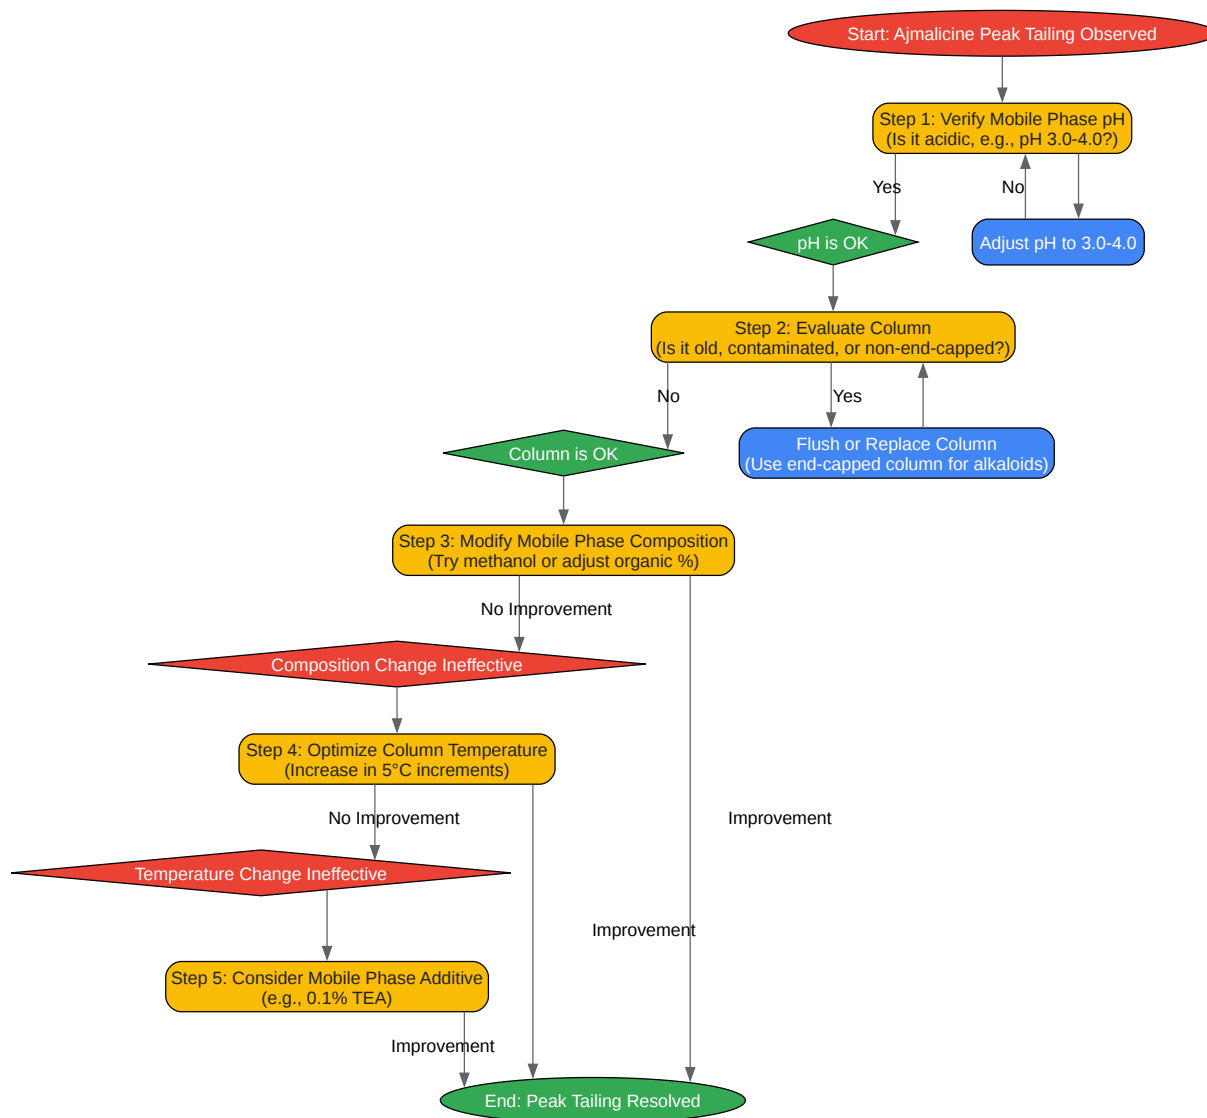 Start: Ajmalicine Peak Tailing Observed
Step 1: Verify Mobile Phase pH
(Is it acidic, e.g., pH 3.0-4.0?)
Yes
No
pH is OK
Adjust pH to 3.0-4.0
Step 2: Evaluate Column
(Is it old, contaminated, or non-end-capped?)
No
Yes
Column is OK
Flush or Replace Column
(Use end-capped column for alkaloids)
Step 3: Modify Mobile Phase Composition
(Try methanol or adjust organic %)
No Improvement
Composition Change Ineffective
Step 4: Optimize Column Temperature
(Increase in 5°C increments)
No Improvement
Improvement
Temperature Change Ineffective
Improvement
Step 5: Consider Mobile Phase Additive
(e.g., 0.1% TEA)
Improvement
End: Peak Tailing Resolved